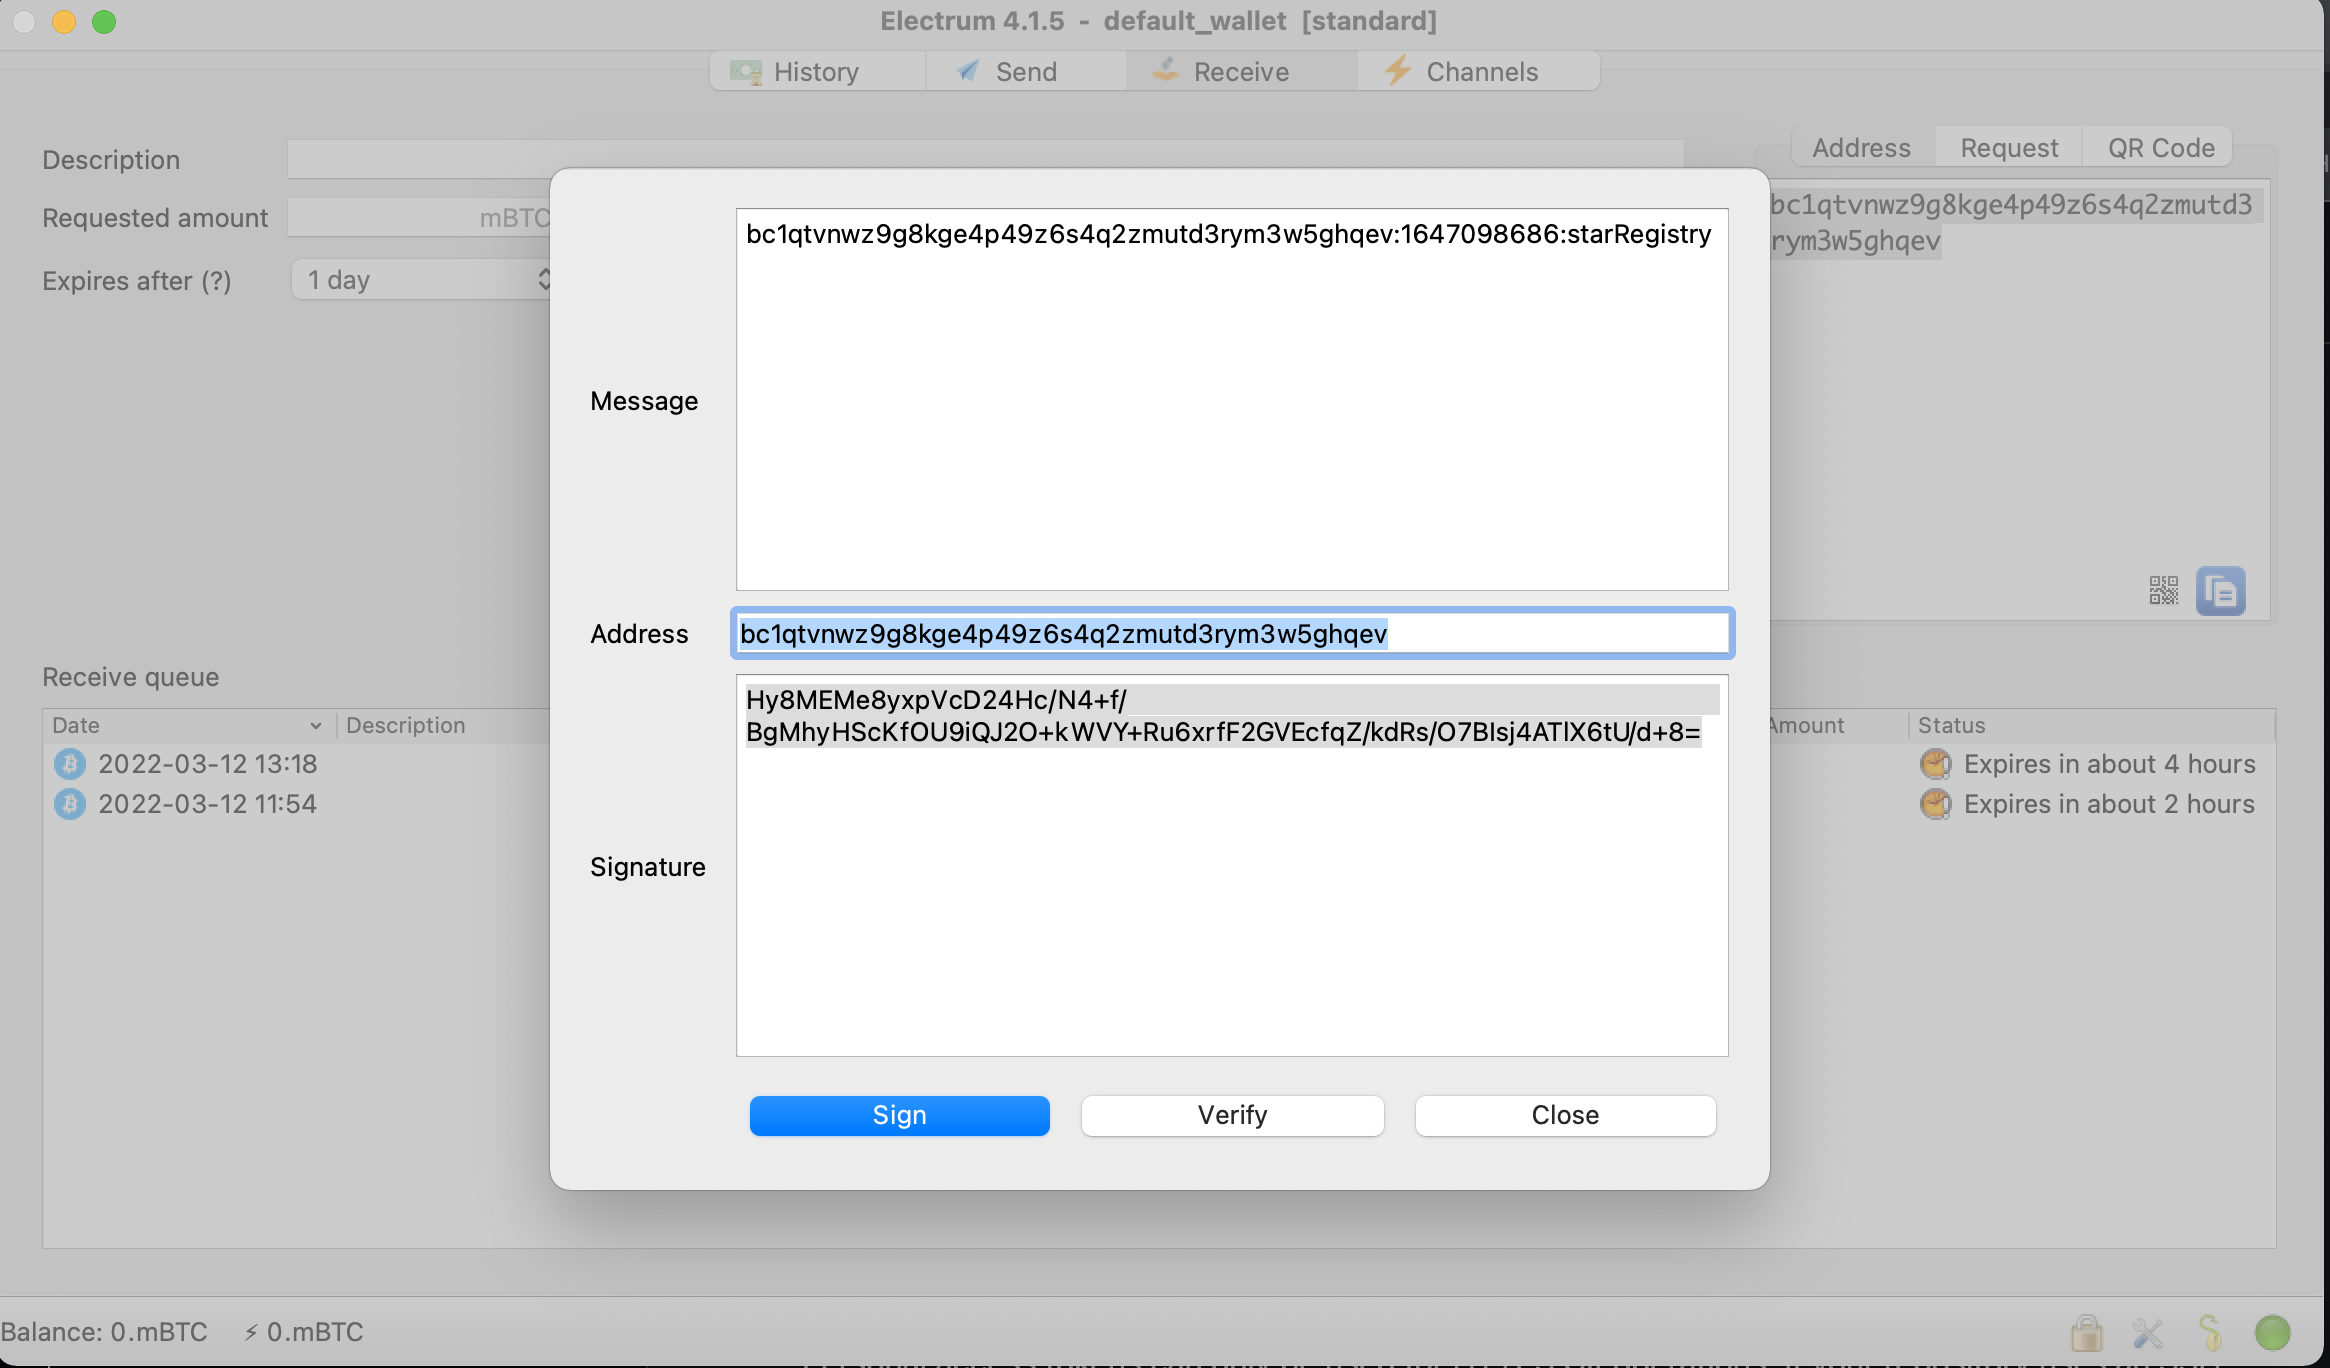 Electrum 4.1.5 - default_wallet [standard]
History
Send
Receive
Channels
Description
Requested amount
mBTC
Expires after (?)
1 day
Address
Request
QR Code
bc1qtvnwz9g8kge4p49z6s4q2zmutd3
rym3w5ghqev
Message
bc1qtvnwz9g8kge4p49z6s4q2zmutd3rym3w5ghqev:1647098686:starRegistry
Address
bc1qtvnwz9g8kge4p49z6s4q2zmutd3rym3w5ghqev
Signature
Hy8MEMe8yxpVcD24Hc/N4+f/
BgMhyHScKfOU9iQJ2O+kWVY+Ru6xrfF2GVEcfqZ/kdRs/O7BIsj4ATlX6tU/d+8=
Sign
Verify
Close
Receive queue
Date
Description
Amount
Status
2022-03-12 13:18
Expires in about 4 hours
2022-03-12 11:54
Expires in about 2 hours
Balance: 0.mBTC
0.mBTC